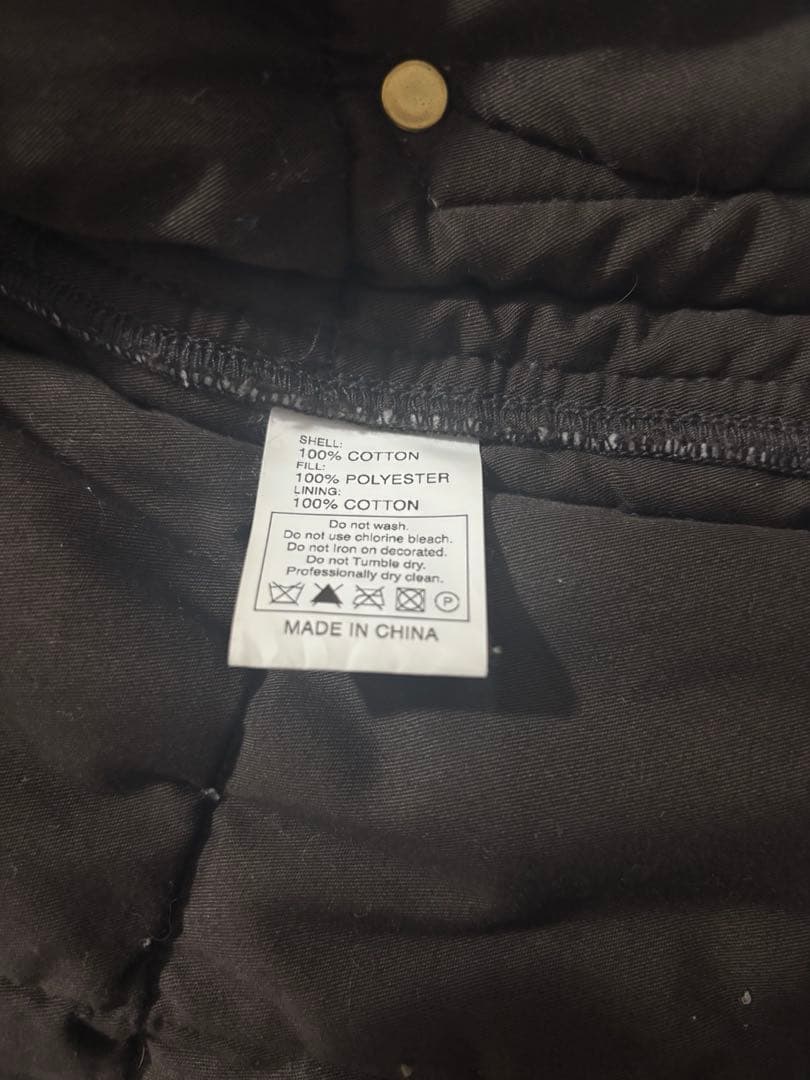 SHELL:
100% COTTON
FILL:
100% POLYESTER
LINING:
100% COTTON
Do not wash.
Do not use chlorine bleach.
Do not Iron on decorated.
Do not Tumble dry.
Professionally dry clean.
P
MADE IN CHINA